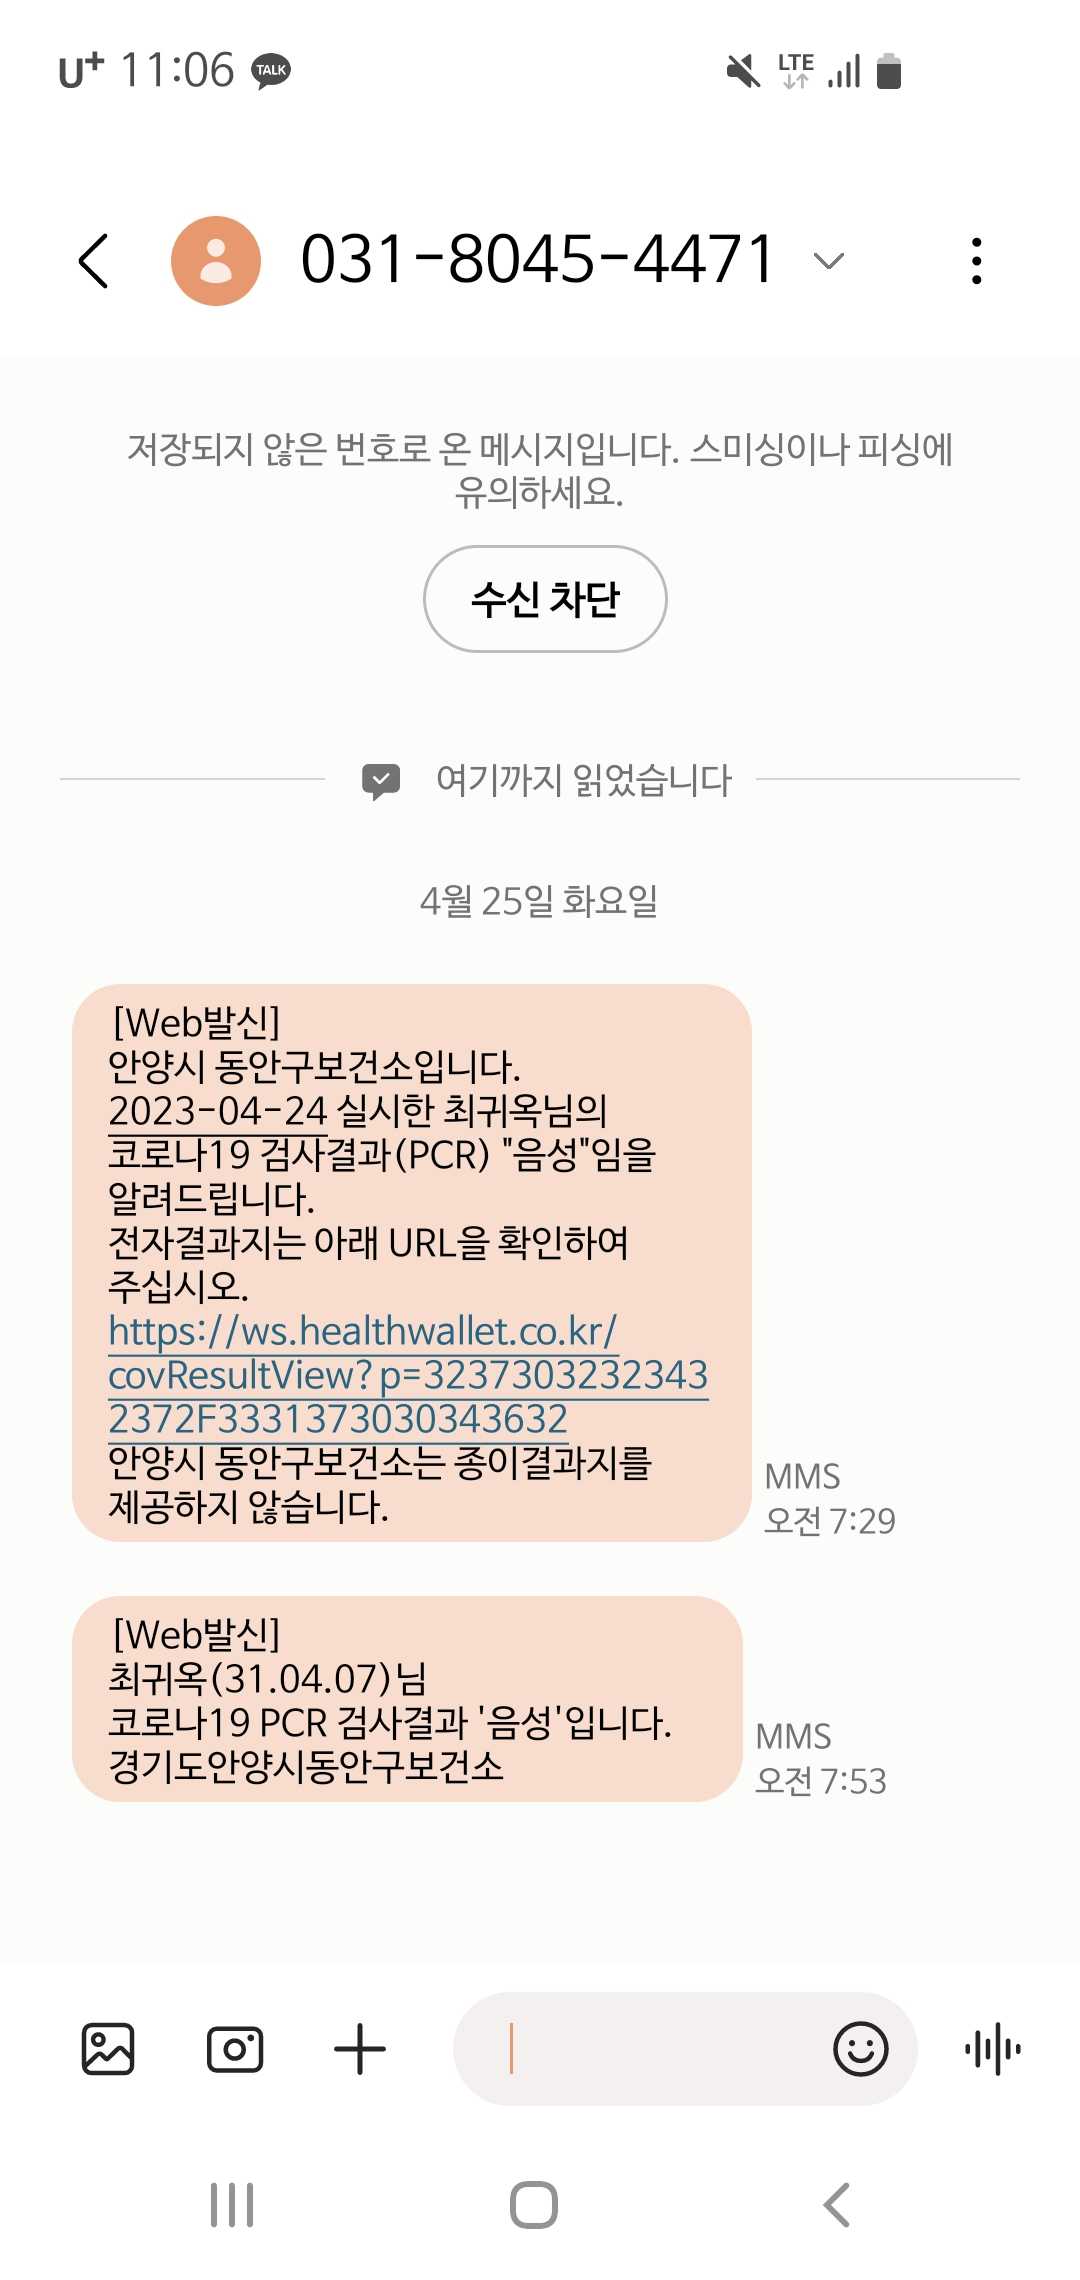 U+ 11:06 TALK LTE
031-8045-4471
저장되지 않은 번호로 온 메시지입니다. 스미싱이나 피싱에
유의하세요.
수신 차단
여기까지 읽었습니다
4월 25일 화요일
[Web발신]
안양시 동안구보건소입니다.
2023-04-24 실시한 최귀옥님의
코로나19 검사결과(PCR) "음성"임을
알려드립니다.
전자결과지는 아래 URL을 확인하여
주십시오.
https://ws.healthwallet.co.kr/
covResultView?p=3237303232343
2372F3331373030343632
안양시 동안구보건소는 종이결과지를
제공하지 않습니다.
MMS
오전 7:29
[Web발신]
최귀옥(31.04.07)님
코로나19 PCR 검사결과 '음성'입니다.
경기도안양시동안구보건소
MMS
오전 7:53